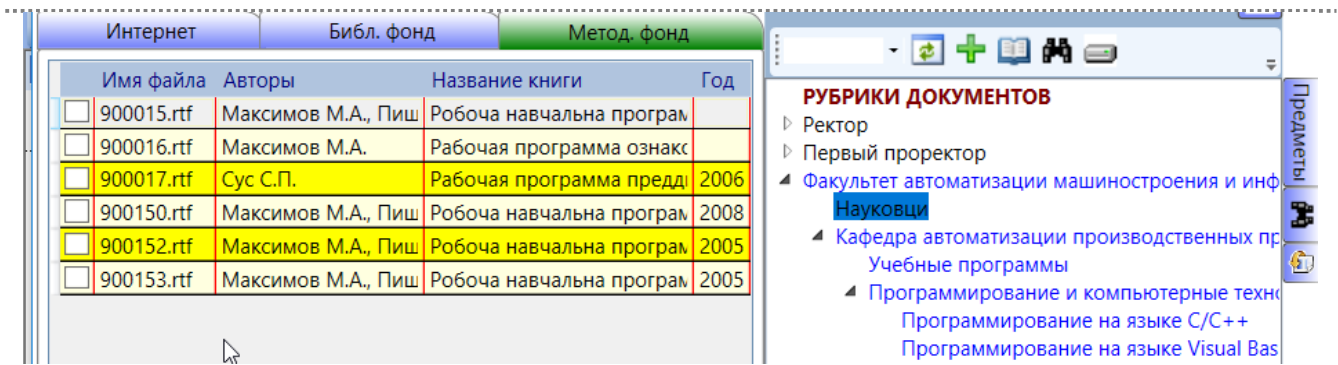 Интернет Библ. фонд Метод. фонд
Имя файла Авторы Название книги Год
900015.rtf Максимов М.А., Пиш Робоча навчальна програм
900016.rtf Максимов М.А. Рабочая программа ознакс
900017.rtf Сус С.П. Рабочая программа предди 2006
900150.rtf Максимов М.А., Пиш Робоча навчальна програм 2008
900152.rtf Максимов М.А., Пиш Робоча навчальна програм 2005
900153.rtf Максимов М.А., Пиш Робоча навчальна програм 2005
РУБРИКИ ДОКУМЕНТОВ
Ректор
Первый проректор
Факультет автоматизации машиностроения и инф
Науковци
Кафедра автоматизации производственных пр
Учебные программы
Программирование и компьютерные техно
Программирование на языке C/C++
Программирование на языке Visual Bas
Предметы